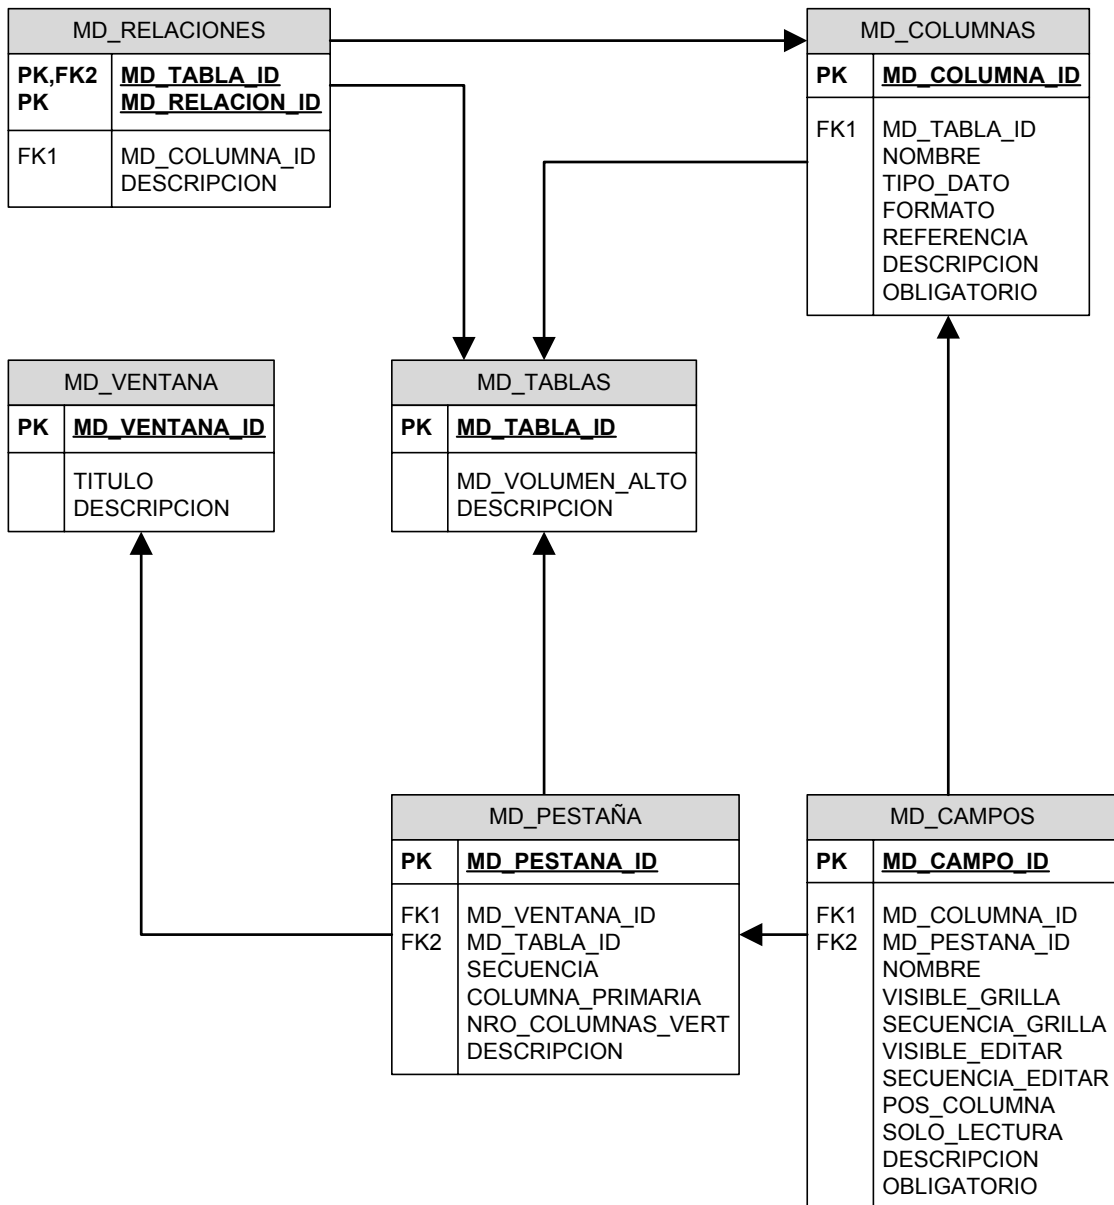 MD_RELACIONES
PK,FK2 MD_TABLA_ID
PK MD_RELACION_ID
FK1 MD_COLUMNA_ID
DESCRIPCION
MD_COLUMNAS
PK MD_COLUMNA_ID
FK1 MD_TABLA_ID
NOMBRE
TIPO_DATO
FORMATO
REFERENCIA
DESCRIPCION
OBLIGATORIO
MD_VENTANA
PK MD_VENTANA_ID
TITULO
DESCRIPCION
MD_TABLAS
PK MD_TABLA_ID
MD_VOLUMEN_ALTO
DESCRIPCION
MD_PESTAÑA
PK MD_PESTANA_ID
FK1 MD_VENTANA_ID
FK2 MD_TABLA_ID
SECUENCIA
COLUMNA_PRIMARIA
NRO_COLUMNAS_VERT
DESCRIPCION
MD_CAMPOS
PK MD_CAMPO_ID
FK1 MD_COLUMNA_ID
FK2 MD_PESTANA_ID
NOMBRE
VISIBLE_GRILLA
SECUENCIA_GRILLA
VISIBLE_EDITAR
SECUENCIA_EDITAR
POS_COLUMNA
SOLO_LECTURA
DESCRIPCION
OBLIGATORIO